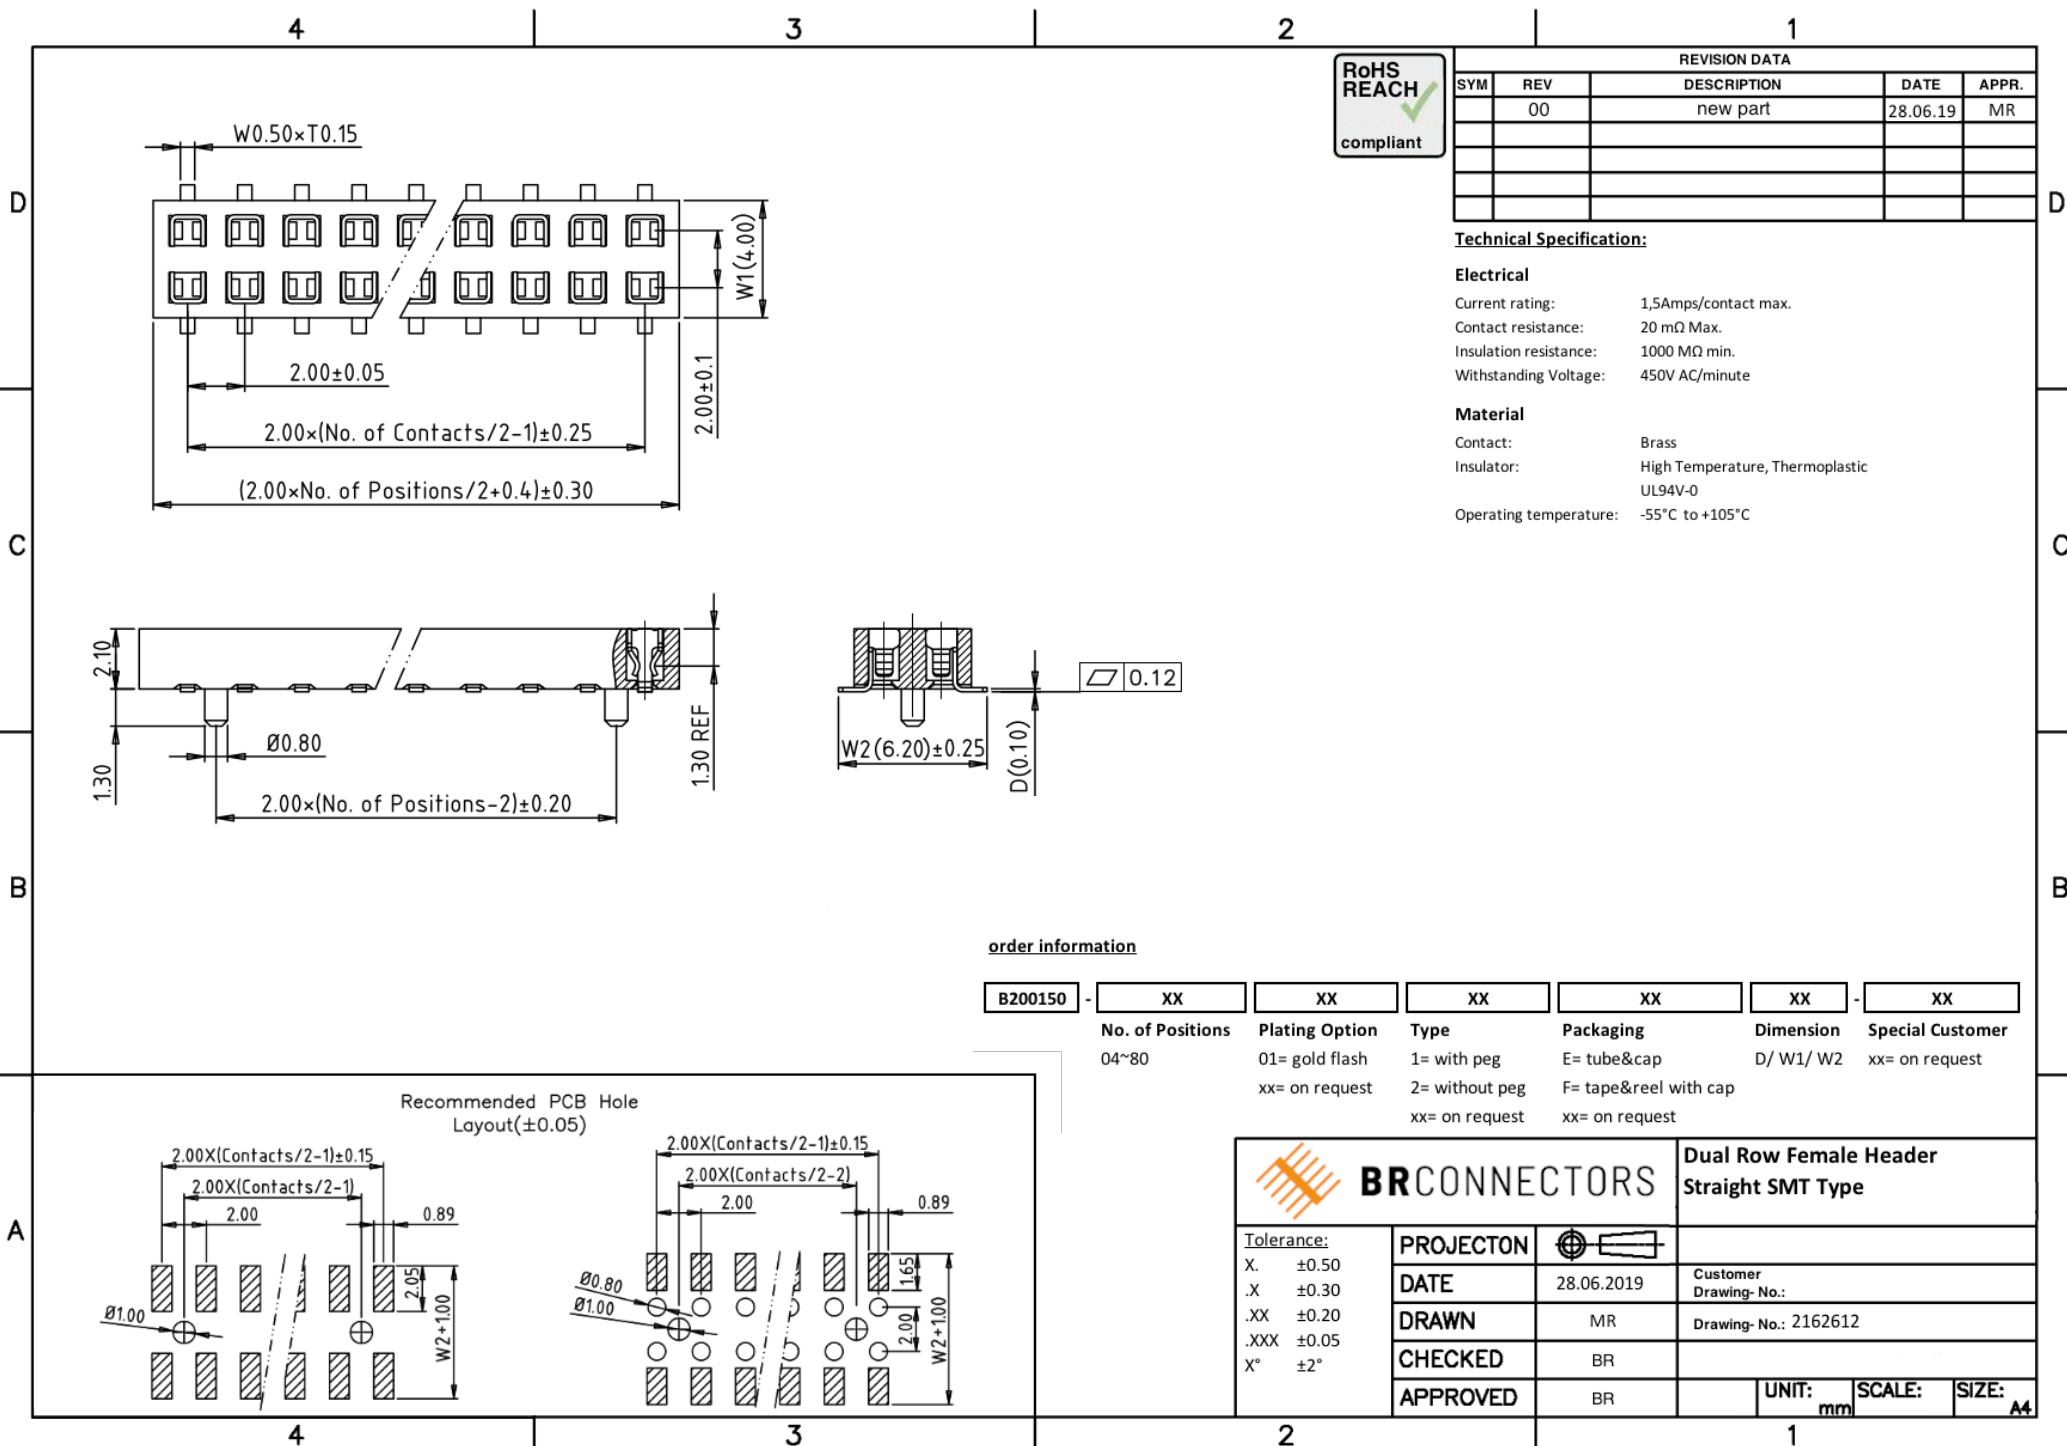 4 3 2 1
D
C
B
A
D
C
B
RoHS
REACH
compliant
REVISION DATA
SYM REV DESCRIPTION DATE APPR.
00 new part 28.06.19 MR
Technical Specification:
Electrical
Current rating: 1,5Amps/contact max.
Contact resistance: 20 mΩ Max.
Insulation resistance: 1000 MΩ min.
Withstanding Voltage: 450V AC/minute
Material
Contact: Brass
Insulator: High Temperature, Thermoplastic
UL94V-0
Operating temperature: -55°C to +105°C
W0.50×T0.15
W1(4.00)
2.00±0.1
2.00±0.05
2.00×(No. of Contacts/2-1)±0.25
(2.00×No. of Positions/2+0.4)±0.30
2.10
1.30
Ø0.80
2.00×(No. of Positions-2)±0.20
1.30 REF
W2(6.20)±0.25
D(0.10)
0.12
order information
B200150 - XX XX XX XX XX - XX
No. of Positions Plating Option Type Packaging Dimension Special Customer
04~80 01= gold flash 1= with peg E= tube&cap D/ W1/ W2 xx= on request
xx= on request 2= without peg F= tape&reel with cap
xx= on request xx= on request
Recommended PCB Hole
Layout(±0.05)
2.00X(Contacts/2-1)±0.15
2.00X(Contacts/2-1)
2.00 0.89
2.05
W2+1.00
Ø1.00
2.00X(Contacts/2-1)±0.15
2.00X(Contacts/2-2)
2.00 0.89
1.65
Ø0.80
Ø1.00
2.00
W2+1.00
BRCONNECTORS
Dual Row Female Header
Straight SMT Type
Tolerance:
X. ±0.50
.X ±0.30
.XX ±0.20
.XXX ±0.05
X° ±2°
PROJECTON
DATE 28.06.2019
DRAWN MR
CHECKED BR
APPROVED BR
Customer
Drawing- No.:
Drawing- No.: 2162612
UNIT: mm
SCALE:
SIZE: A4
4 3 2 1